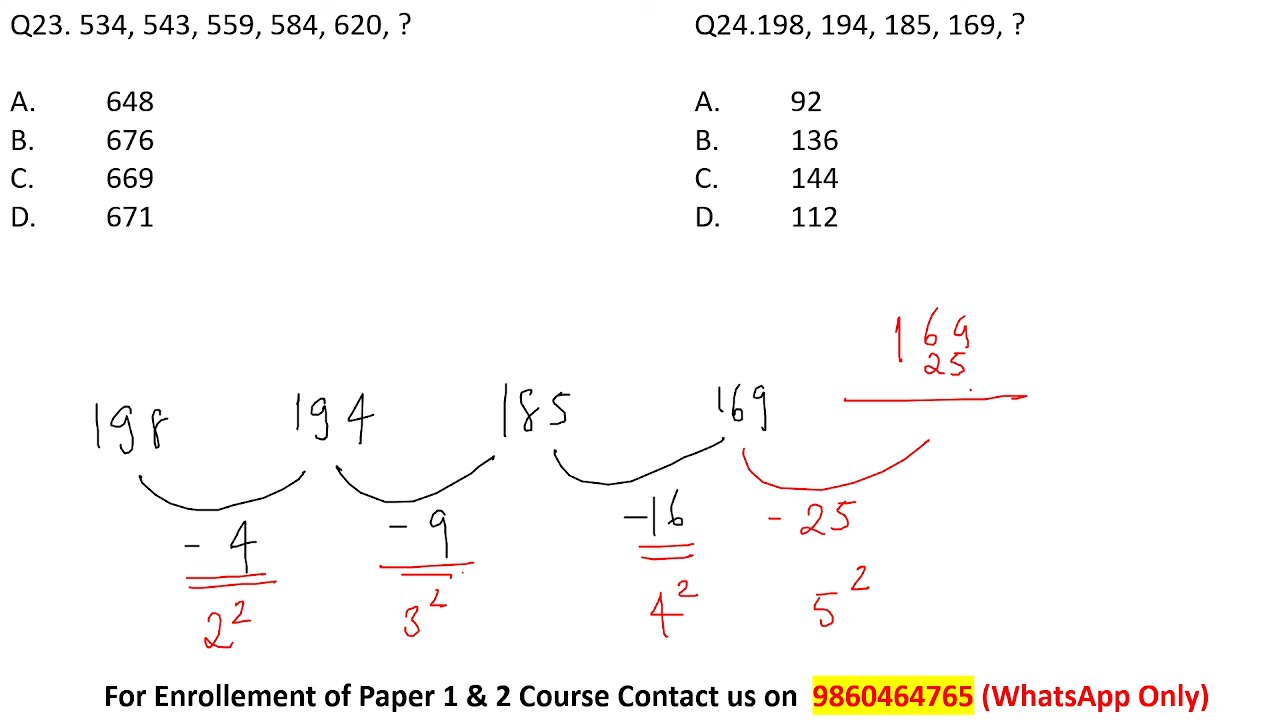 Q23. 534, 543, 559, 584, 620, ?
A. 648
B. 676
C. 669
D. 671
Q24.198, 194, 185, 169, ?
A. 92
B. 136
C. 144
D. 112
169
25
198 194 185 169
- 4 - 9 -16 - 25
2² 3² 4² 5²
For Enrollement of Paper 1 & 2 Course Contact us on 9860464765 (WhatsApp Only)